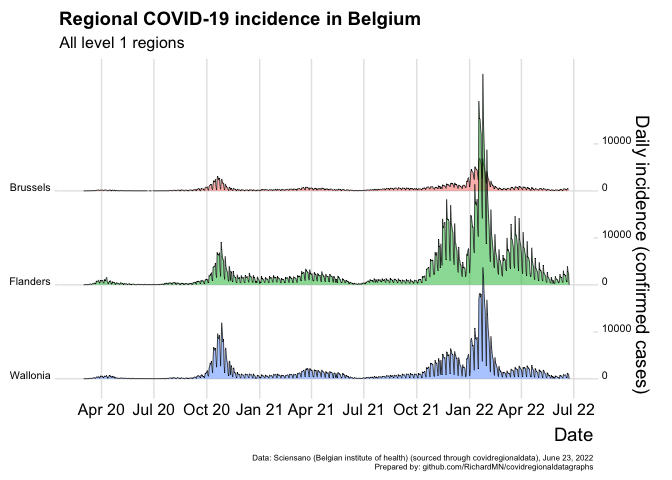 Regional COVID-19 incidence in Belgium
All level 1 regions
10000
Brussels
0
10000
Flanders
0
10000
Wallonia
0
Daily incidence (confirmed cases)
Apr 20 Jul 20 Oct 20 Jan 21 Apr 21 Jul 21 Oct 21 Jan 22 Apr 22 Jul 22
Date
Data: Sciensano (Belgian institute of health) (sourced through covidregionaldata), June 23, 2022
Prepared by: github.com/RichardMN/covidregionaldatagraphs